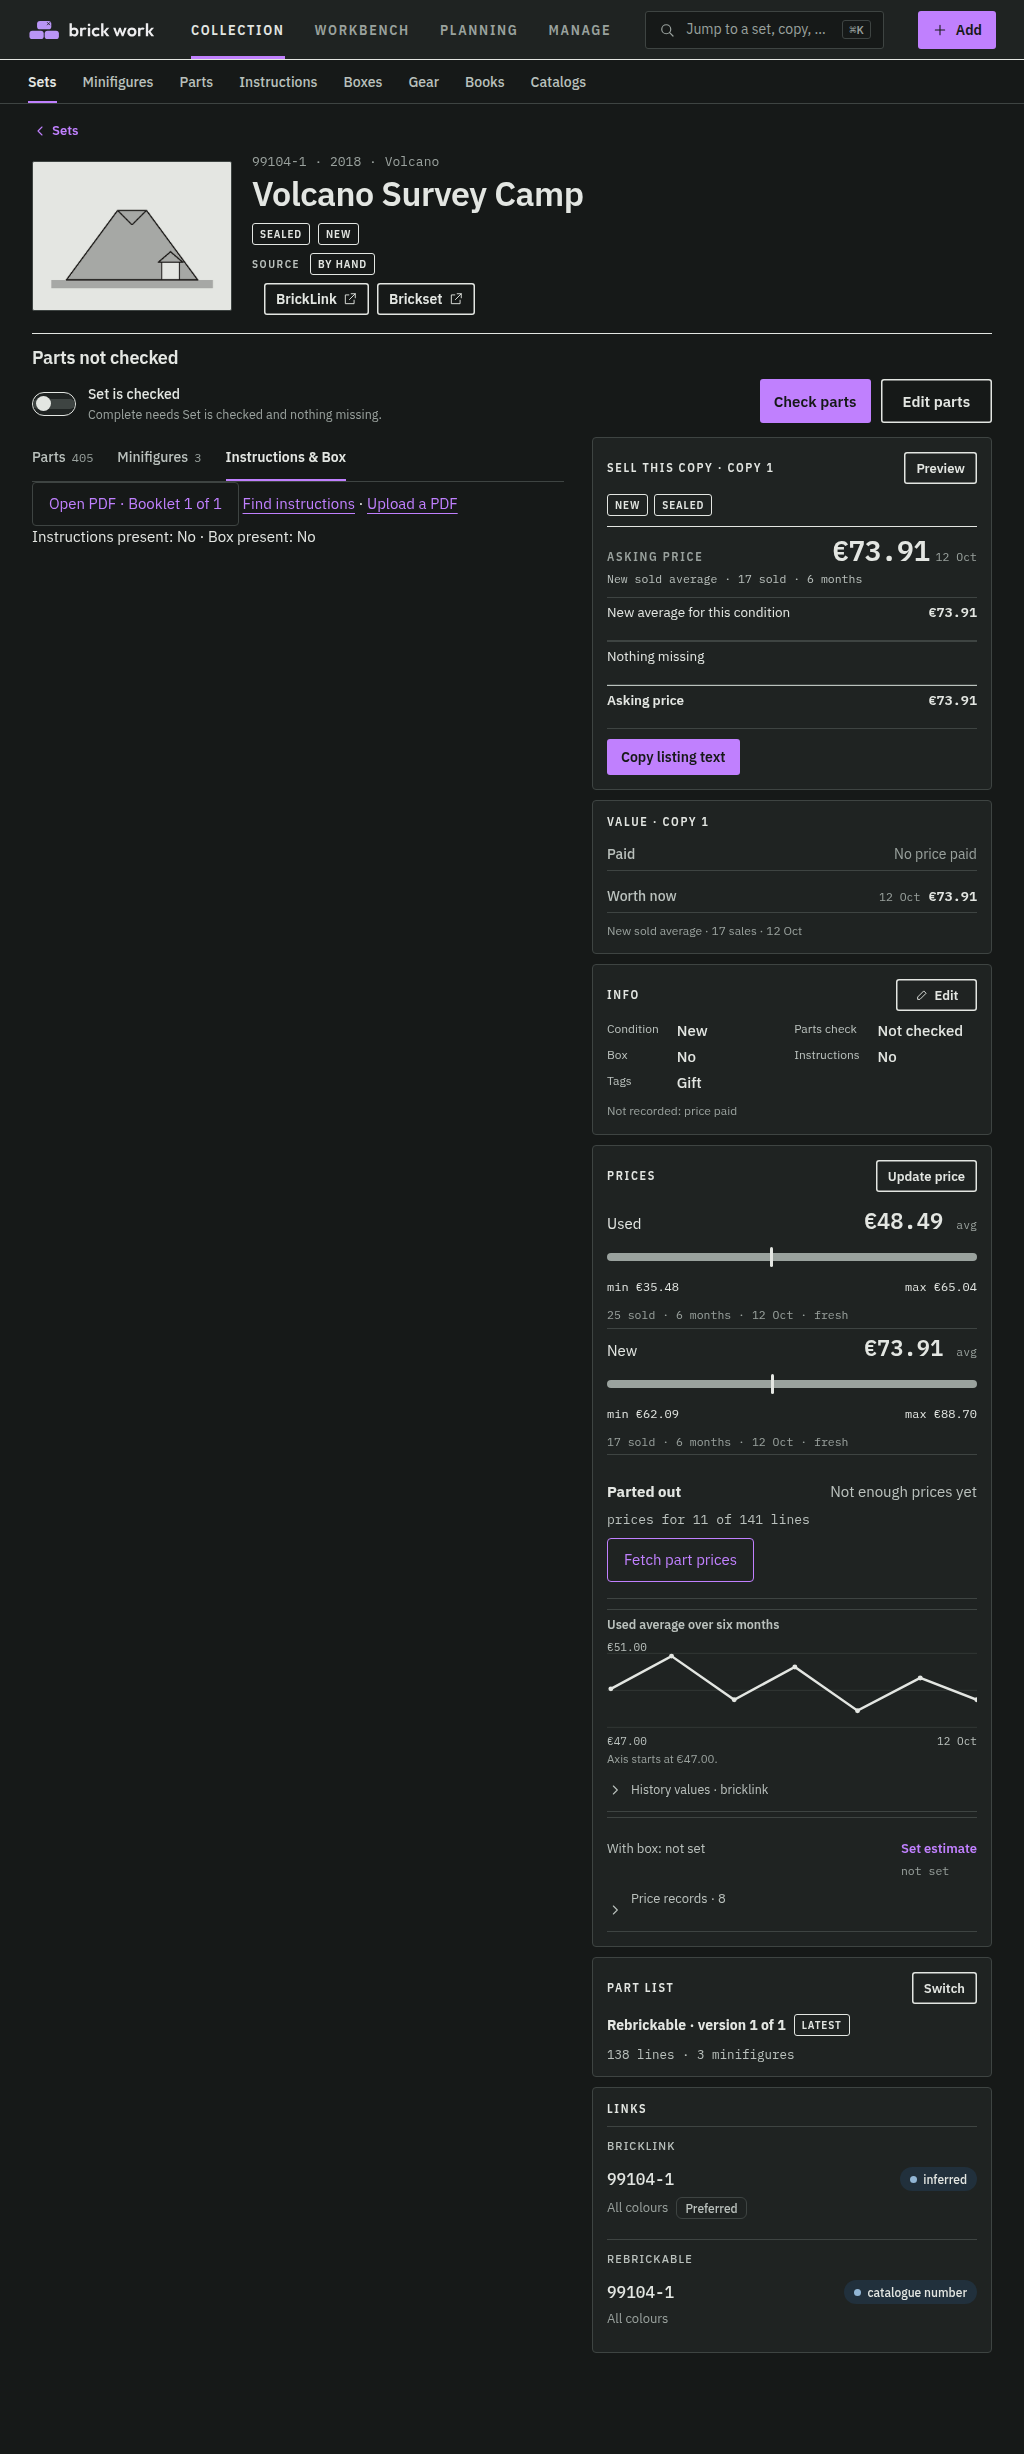 brick work
COLLECTION WORKBENCH PLANNING MANAGE
Jump to a set, copy, ... ⌘K
+ Add
Sets Minifigures Parts Instructions Boxes Gear Books Catalogs
Sets
99104-1 · 2018 · Volcano
Volcano Survey Camp
SEALED NEW
SOURCE BY HAND
BrickLink Brickset
Parts not checked
Set is checked
Complete needs Set is checked and nothing missing.
Check parts Edit parts
Parts 405 Minifigures 3 Instructions & Box
Open PDF · Booklet 1 of 1 Find instructions · Upload a PDF
Instructions present: No · Box present: No
SELL THIS COPY · COPY 1 Preview
NEW SEALED
ASKING PRICE €73.91 12 Oct
New sold average · 17 sold · 6 months
New average for this condition €73.91
Nothing missing
Asking price €73.91
Copy listing text
VALUE · COPY 1
Paid No price paid
Worth now 12 Oct €73.91
New sold average · 17 sales · 12 Oct
INFO Edit
Condition New Parts check Not checked
Box No Instructions No
Tags Gift
Not recorded: price paid
PRICES Update price
Used €48.49 avg
min €35.48 max €65.04
25 sold · 6 months · 12 Oct · fresh
New €73.91 avg
min €62.09 max €88.70
17 sold · 6 months · 12 Oct · fresh
Parted out Not enough prices yet
prices for 11 of 141 lines
Fetch part prices
Used average over six months
€51.00
€47.00 12 Oct
Axis starts at €47.00.
History values · bricklink
With box: not set Set estimate
not set
Price records · 8
PART LIST Switch
Rebrickable · version 1 of 1 LATEST
138 lines · 3 minifigures
LINKS
BRICKLINK
99104-1 inferred
All colours Preferred
REBRICKABLE
99104-1 catalogue number
All colours